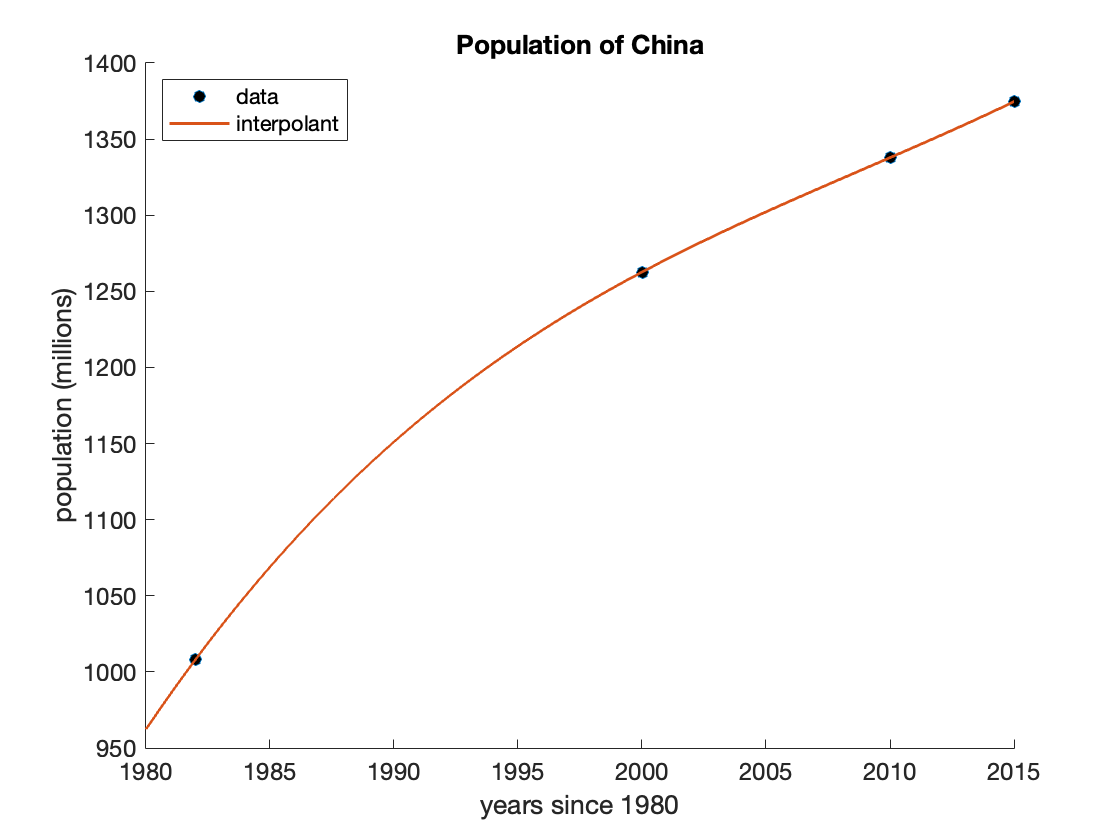 Population of China
data
interpolant
1400
1350
1300
1250
1200
1150
1100
1050
1000
950
population (millions)
1980 1985 1990 1995 2000 2005 2010 2015
years since 1980